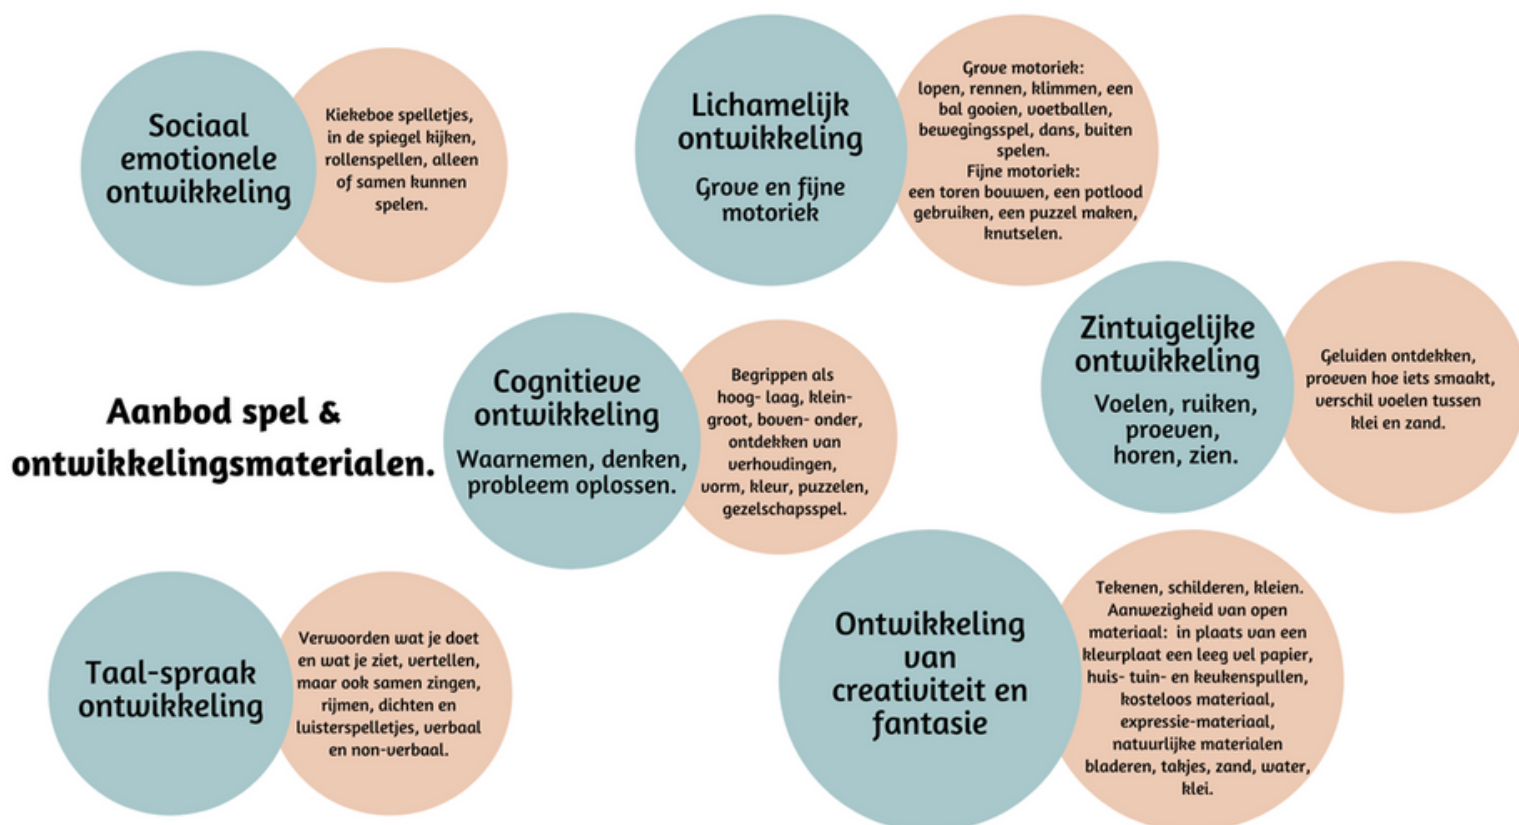 Sociaal
emotionele
ontwikkeling
Kiekeboe spelletjes,
in de spiegel kijken,
rollenspellen, alleen
of samen kunnen
spelen.
Lichamelijk
ontwikkeling
Grove en fijne
motoriek
Grove motoriek:
lopen, rennen, klimmen, een
bal gooien, voetballen,
bewegingsspel, dans, buiten
spelen.
Fijne motoriek:
een toren bouwen, een potlood
gebruiken, een puzzel maken,
knutselen.
Zintuigelijke
ontwikkeling
Voelen, ruiken,
proeven,
horen, zien.
Geluiden ontdekken,
proeven hoe iets smaakt,
verschil voelen tussen
klei en zand.
Aanbod spel &
ontwikkelingsmaterialen.
Cognitieve
ontwikkeling
Waarnemen, denken,
probleem oplossen.
Begrippen als
hoog- laag, klein-
groot, boven- onder,
ontdekken van
verhoudingen,
vorm, kleur, puzzelen,
gezelschapsspel.
Taal-spraak
ontwikkeling
Verwoorden wat je doet
en wat je ziet, vertellen,
maar ook samen zingen,
rijmen, dichten en
luisterspelletjes, verbaal
en non-verbaal.
Ontwikkeling
van
creativiteit en
fantasie
Tekenen, schilderen, kleien.
Aanwezigheid van open
materiaal: in plaats van een
kleurplaat een leeg vel papier,
huis- tuin- en keukenspullen,
kosteloos materiaal,
expressie-materiaal,
natuurlijke materialen
bladeren, takjes, zand, water,
klei.